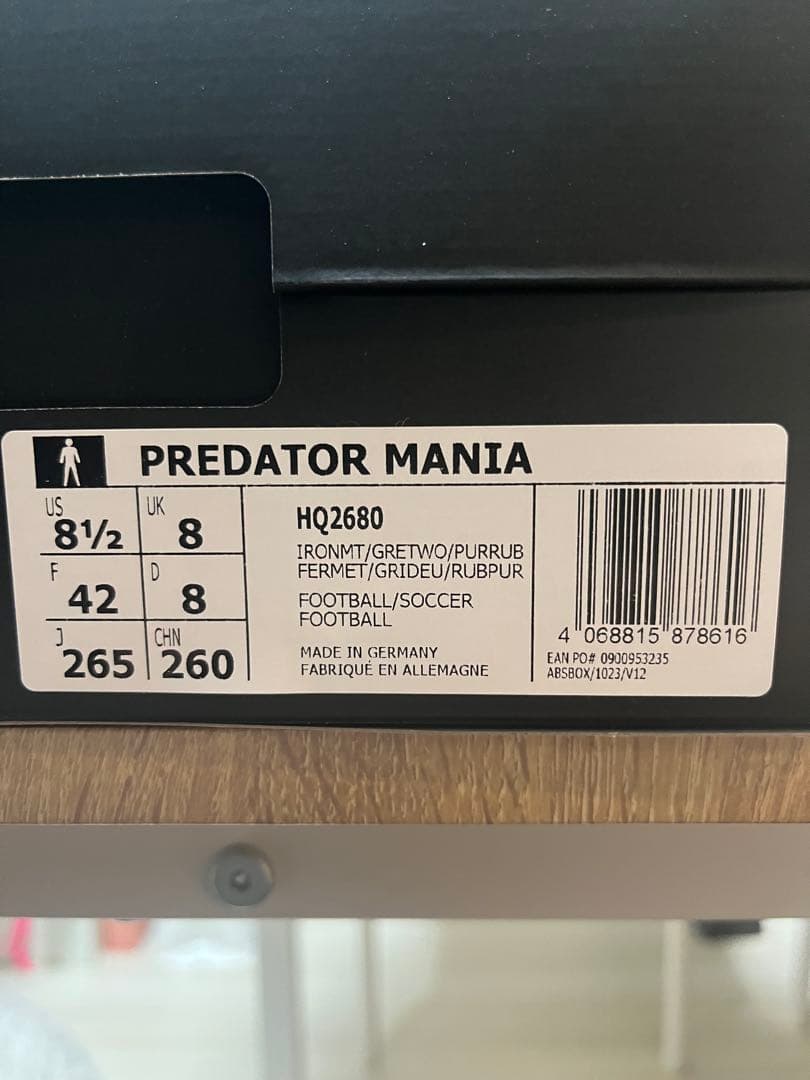 PREDATOR MANIA
US
8½
UK
8
F
42
D
8
J
265
CHN
260
HQ2680
IRONMT/GRETWO/PURRUB
FERMET/GRIDEU/RUBPUR
FOOTBALL/SOCCER
FOOTBALL
MADE IN GERMANY
FABRIQUÉ EN ALLEMAGNE
4 068815 878616
EAN PO# 0900953235
ABSBOX/1023/V12